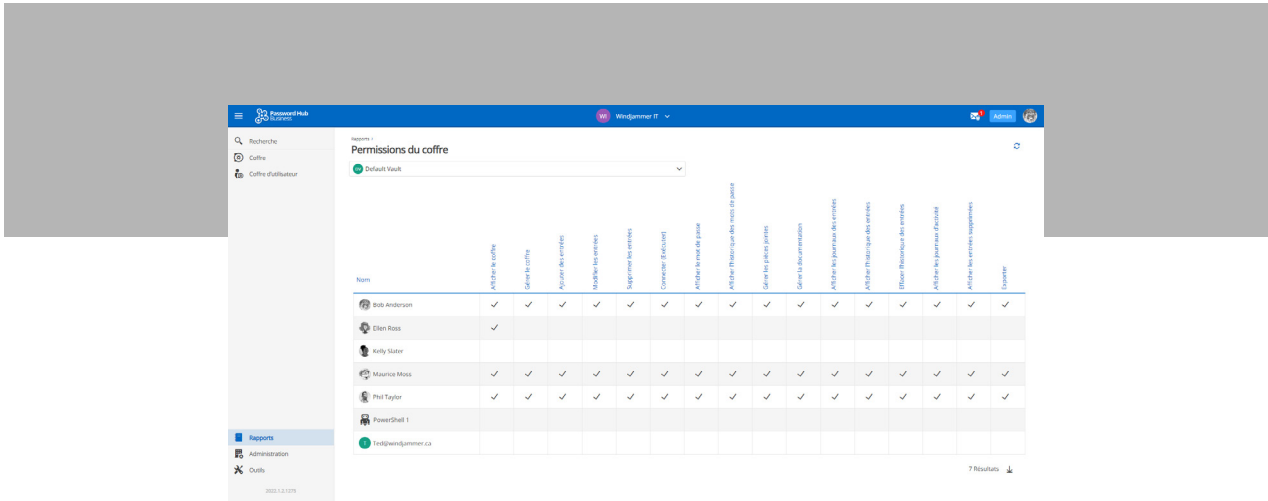 Password Hub
Business
WI Windjammer IT
1
Admin
Recherche
Coffre
Coffre d'utilisateur
Rapports
Administration
Outils
2022.1.2.1270
Rapports ›
Permissions du coffre
DV Default Vault
Nom
Afficher le coffre
Gérer le coffre
Ajouter des entrées
Modifier les entrées
Supprimer les entrées
Connecter (Exécuter)
Afficher le mot de passe
Afficher l'historique des mots de passe
Gérer les pièces jointes
Gérer la documentation
Afficher les journaux des entrées
Afficher l'historique des entrées
Effacer l'historique des entrées
Afficher les journaux d'activité
Afficher les entrées supprimées
Exporter
Bob Anderson
Ellen Ross
Kelly Slater
Maurice Moss
Phil Taylor
PowerShell 1
T Ted@windjammer.ca
7 Résultats